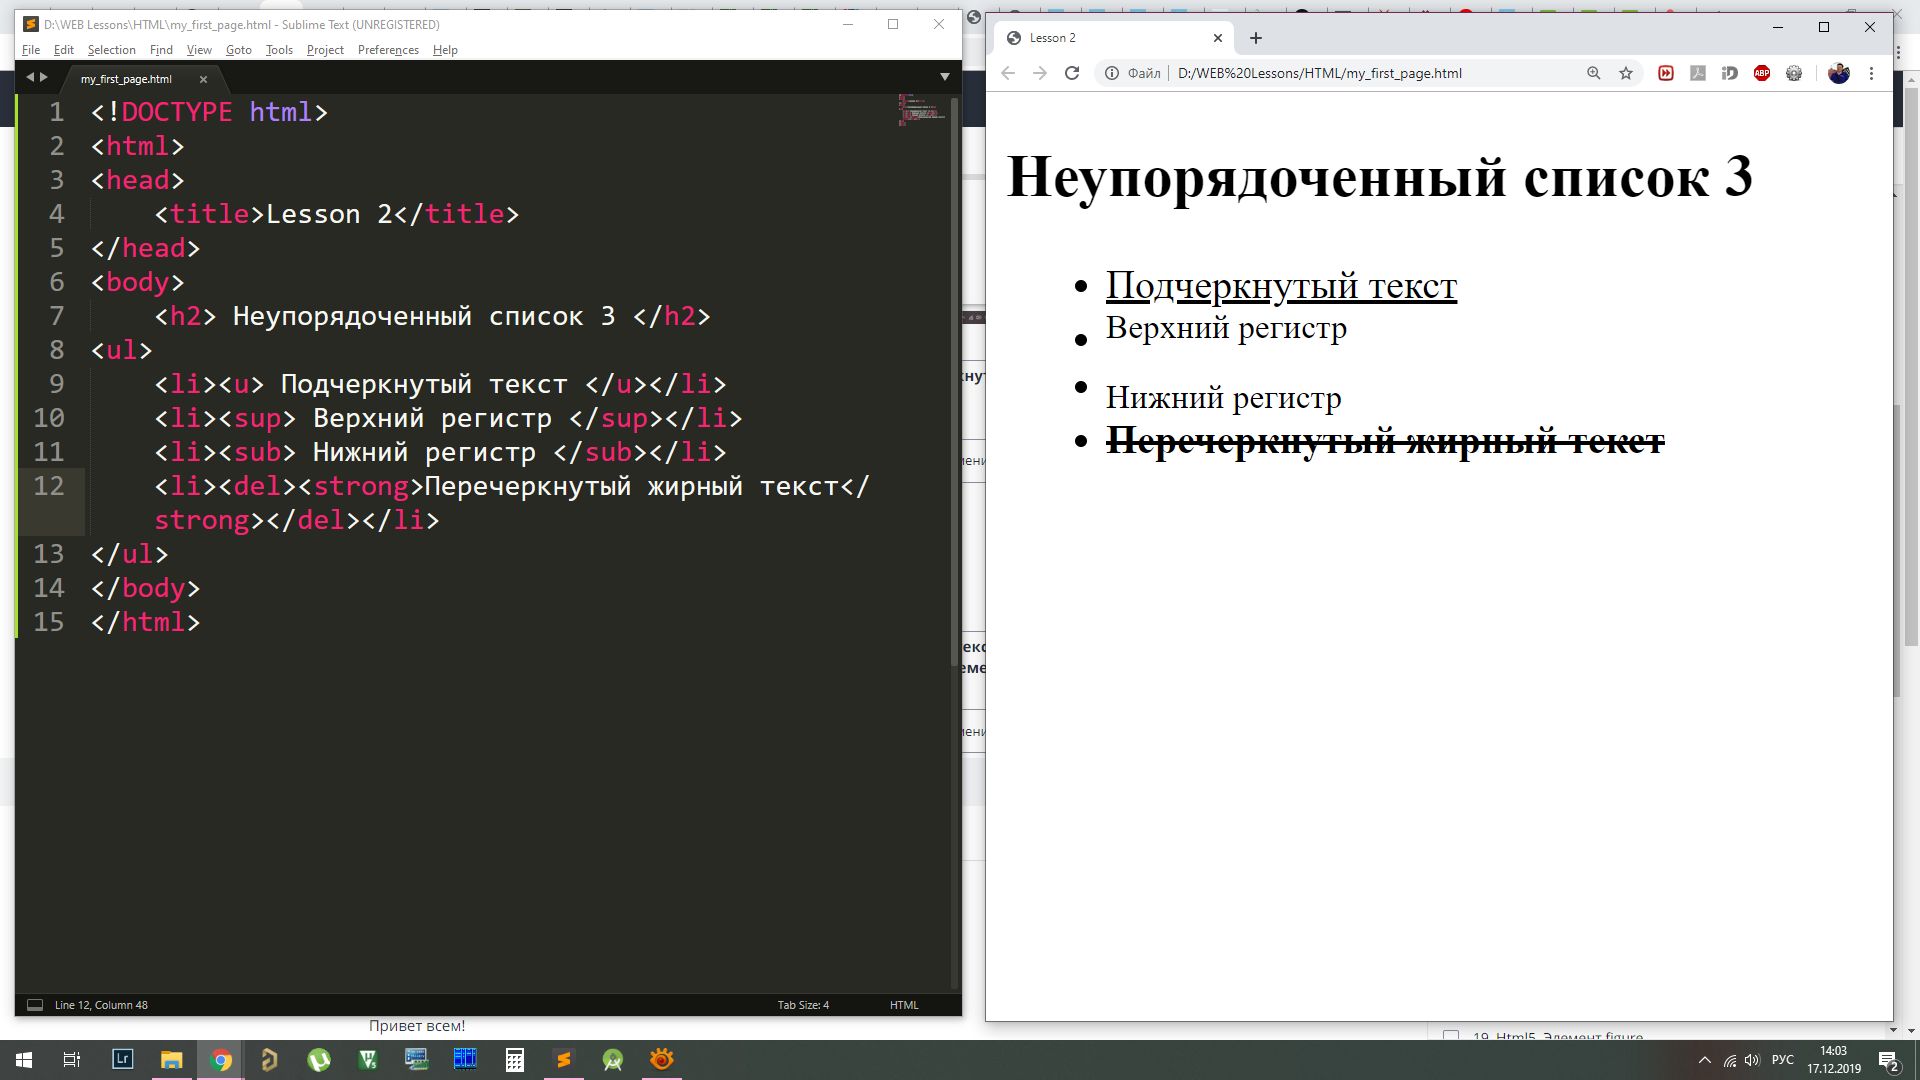 D:\WEB Lessons\HTML\my_first_page.html - Sublime Text (UNREGISTERED)
File Edit Selection Find View Goto Tools Project Preferences Help
my_first_page.html
1 <!DOCTYPE html>
2 <html>
3 <head>
4 <title>Lesson 2</title>
5 </head>
6 <body>
7 <h2> Неупорядоченный список 3 </h2>
8 <ul>
9 <li><u> Подчеркнутый текст </u></li>
10 <li><sup> Верхний регистр </sup></li>
11 <li><sub> Нижний регистр </sub></li>
12 <li><del><strong>Перечеркнутый жирный текст</
strong></del></li>
13 </ul>
14 </body>
15 </html>
Line 12, Column 48 Tab Size: 4 HTML
Привет всем!
Lesson 2
Файл D:/WEB%20Lessons/HTML/my_first_page.html
ABP
Неупорядоченный список 3
Подчеркнутый текст
Верхний регистр
Нижний регистр
Перечеркнутый жирный текст
19. Html5. Элемент figure
Lr
РУС
14:03
17.12.2019
2